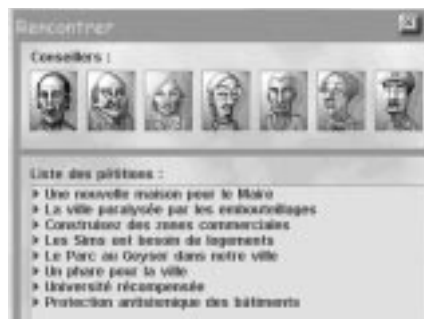 Rencontrer
Conseillers :
Liste des pétitions :
Une nouvelle maison pour le Maire
La ville paralysée par les embouteillages
Construisez des zones commerciales
Les Sims ont besoin de logements
Le Parc au Geyser dans notre ville
Un phare pour la ville
Université récompensée
Protection antisismique des bâtiments